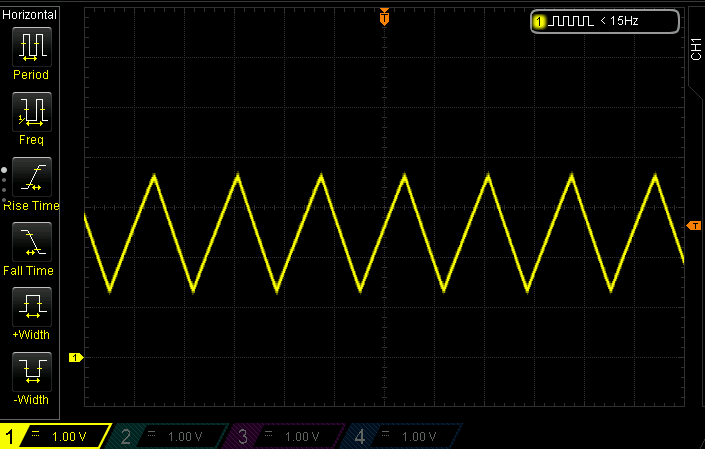 Horizontal
T
1 < 15Hz
CH1
Period
Freq
Rise Time
Fall Time
+Width
-Width
T
1
1 1.00 V
2 1.00 V
3 1.00 V
4 1.00 V